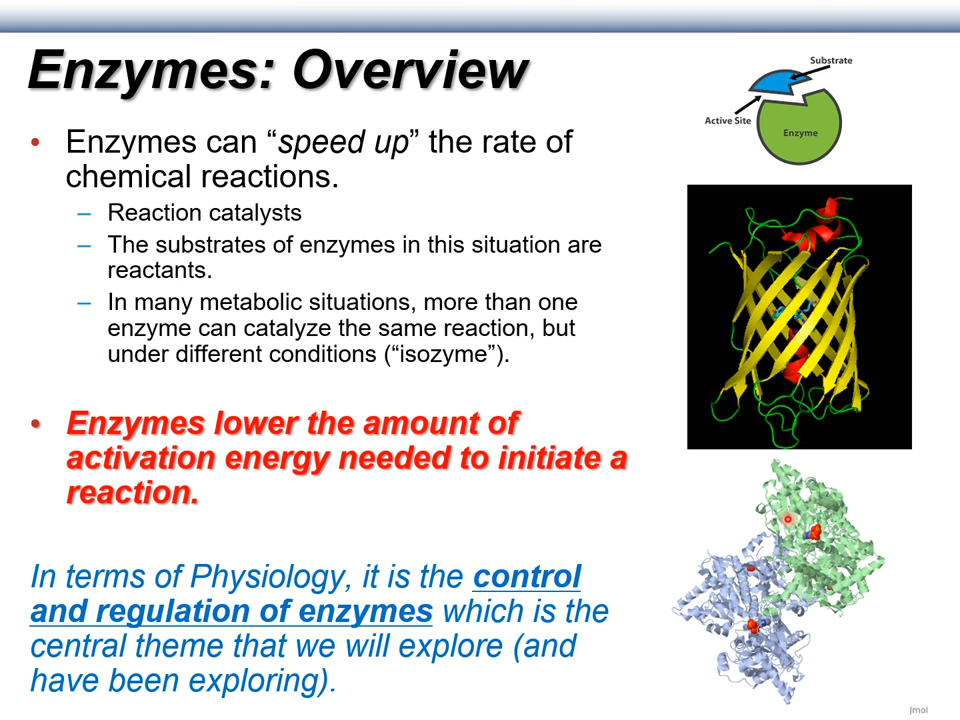 Enzymes: Overview
Substrate
Active Site
Enzyme
• Enzymes can “speed up” the rate of
chemical reactions.
– Reaction catalysts
– The substrates of enzymes in this situation are
reactants.
– In many metabolic situations, more than one
enzyme can catalyze the same reaction, but
under different conditions (“isozyme”).
• Enzymes lower the amount of
activation energy needed to initiate a
reaction.
In terms of Physiology, it is the control
and regulation of enzymes which is the
central theme that we will explore (and
have been exploring).
Jmol